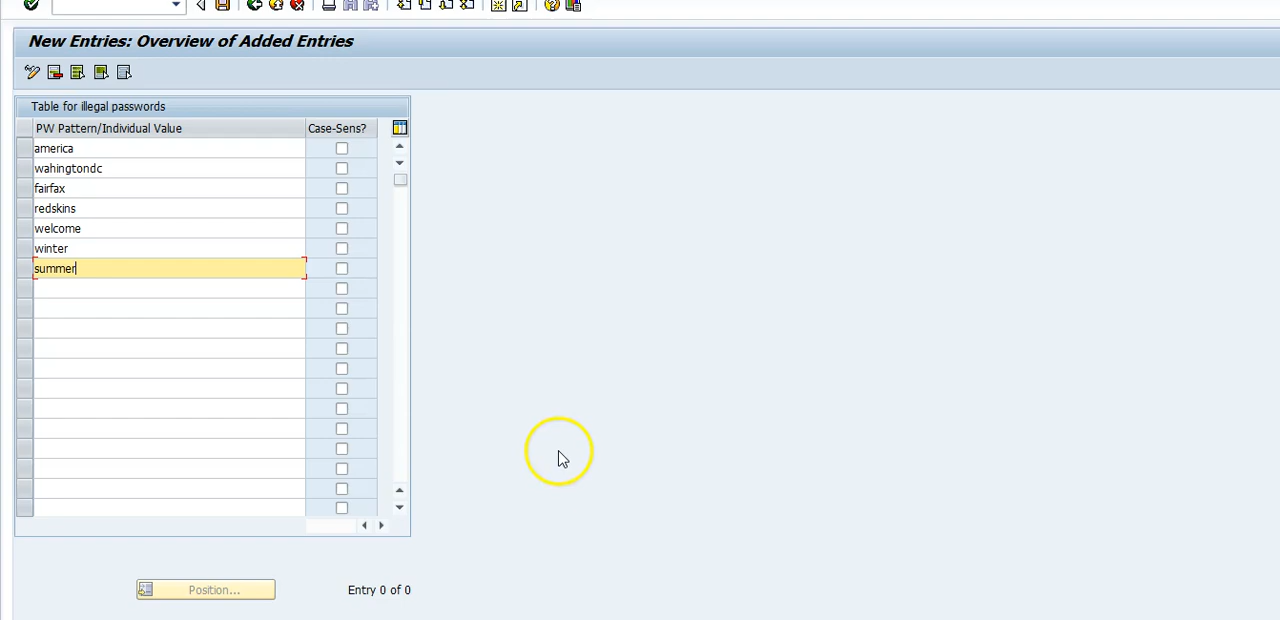 New Entries: Overview of Added Entries
Table for illegal passwords
PW Pattern/Individual Value Case-Sens?
america
wahingtondc
fairfax
redskins
welcome
winter
summer
Position... Entry 0 of 0